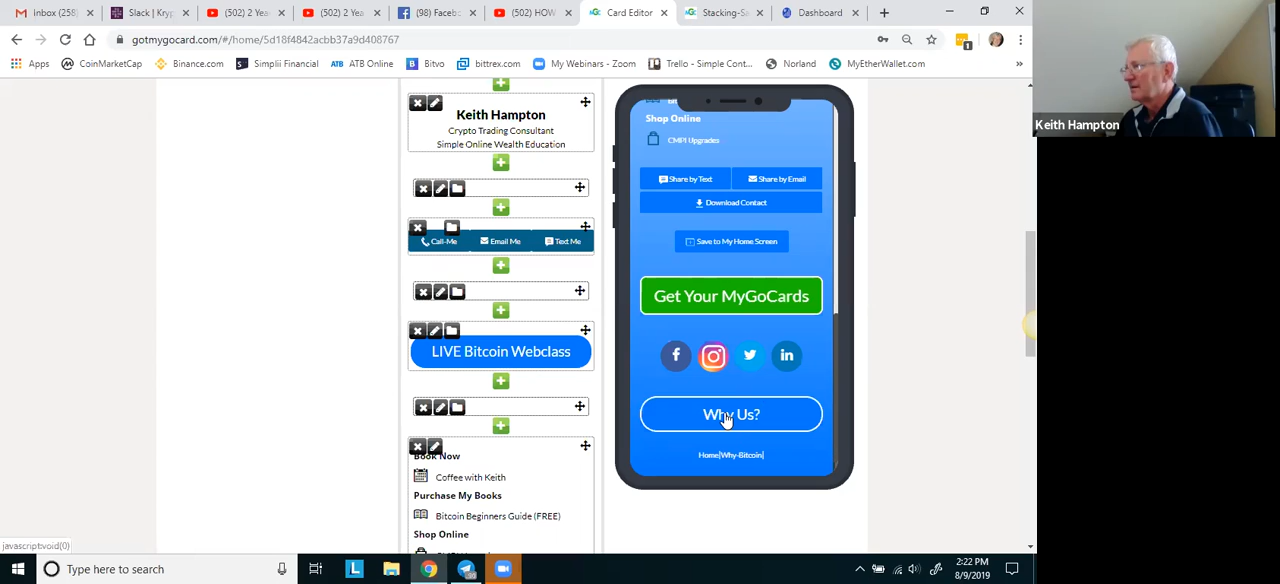 Inbox (258)
Slack | Kryp
(502) 2 Yea
(502) 2 Yea
(98) Facebo
(502) HOW
Card Editor
Stacking-Sa
Dashboard
gotmygocard.com/#/home/5d18f4842acbb37a9d408767
Apps
CoinMarketCap
Binance.com
Simplii Financial
ATB
ATB Online
Bitvo
bittrex.com
My Webinars - Zoom
Trello - Simple Cont...
Norland
MyEtherWallet.com
»
Keith Hampton
Crypto Trading Consultant
Simple Online Wealth Education
Call-Me
Email Me
Text Me
LIVE Bitcoin Webclass
Book Now
Coffee with Keith
Purchase My Books
Bitcoin Beginners Guide (FREE)
Shop Online
Shop Online
CMPI Upgrades
Share by Text
Share by Email
Download Contact
Save to My Home Screen
Get Your MyGoCards
Why Us?
Home|Why-Bitcoin|
Keith Hampton
javascript:void(0)
Type here to search
2:22 PM
8/9/2019